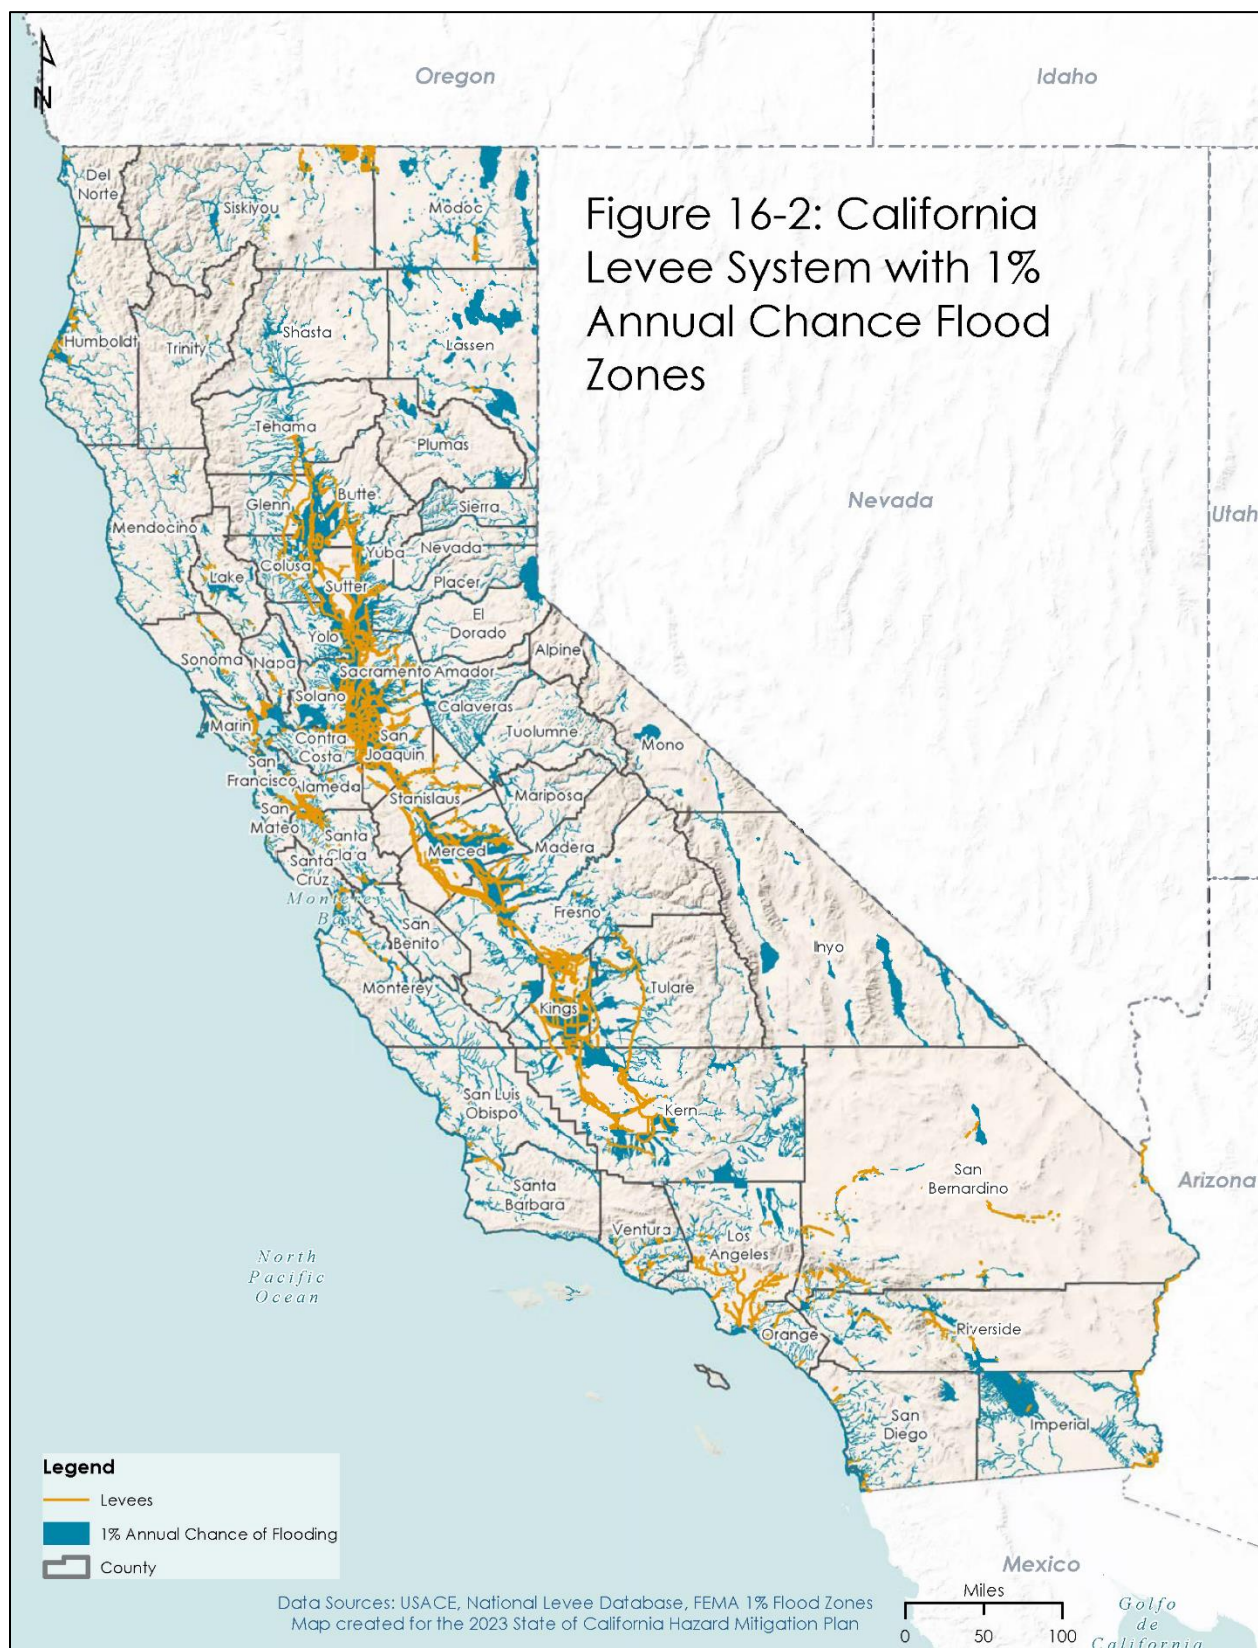 N
Oregon
Idaho
Figure 16-2: California
Levee System with 1%
Annual Chance Flood
Zones
Del
Norte
Siskiyou
Modoc
Humboldt
Trinity
Shasta
Lassen
Tehama
Plumas
Nevada
Utah
Mendocino
Glenn
Butte
Sierra
Colusa
Lake
Yuba
Nevada
Sutter
Placer
El
Dorado
Yolo
Sonoma
Napa
Alpine
Sacramento
Amador
Solano
Calaveras
Marin
Contra
Costa
San
Joaquin
Tuolumne
Mono
San
Francisco
Alameda
Stanislaus
Mariposa
San
Mateo
Santa
Clara
Merced
Madera
Santa
Cruz
Monterey
Bay
San
Benito
Fresno
Inyo
Monterey
Kings
Tulare
San Luis
Obispo
Kern
San
Bernardino
Arizona
Santa
Barbara
Ventura
Los
Angeles
North
Pacific
Ocean
Orange
Riverside
San
Diego
Imperial
Legend
Levees
1% Annual Chance of Flooding
County
Mexico
Data Sources: USACE, National Levee Database, FEMA 1% Flood Zones
Map created for the 2023 State of California Hazard Mitigation Plan
Miles
0 50 100
Golfo
de
California